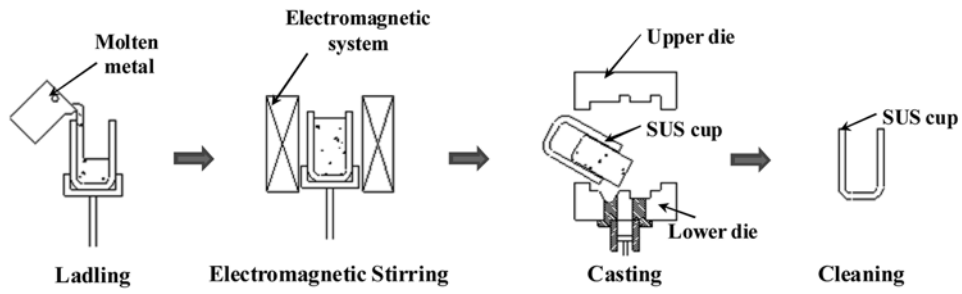 Molten
metal
Electromagnetic
system
Upper die
SUS cup
Lower die
SUS cup
Ladling
Electromagnetic Stirring
Casting
Cleaning